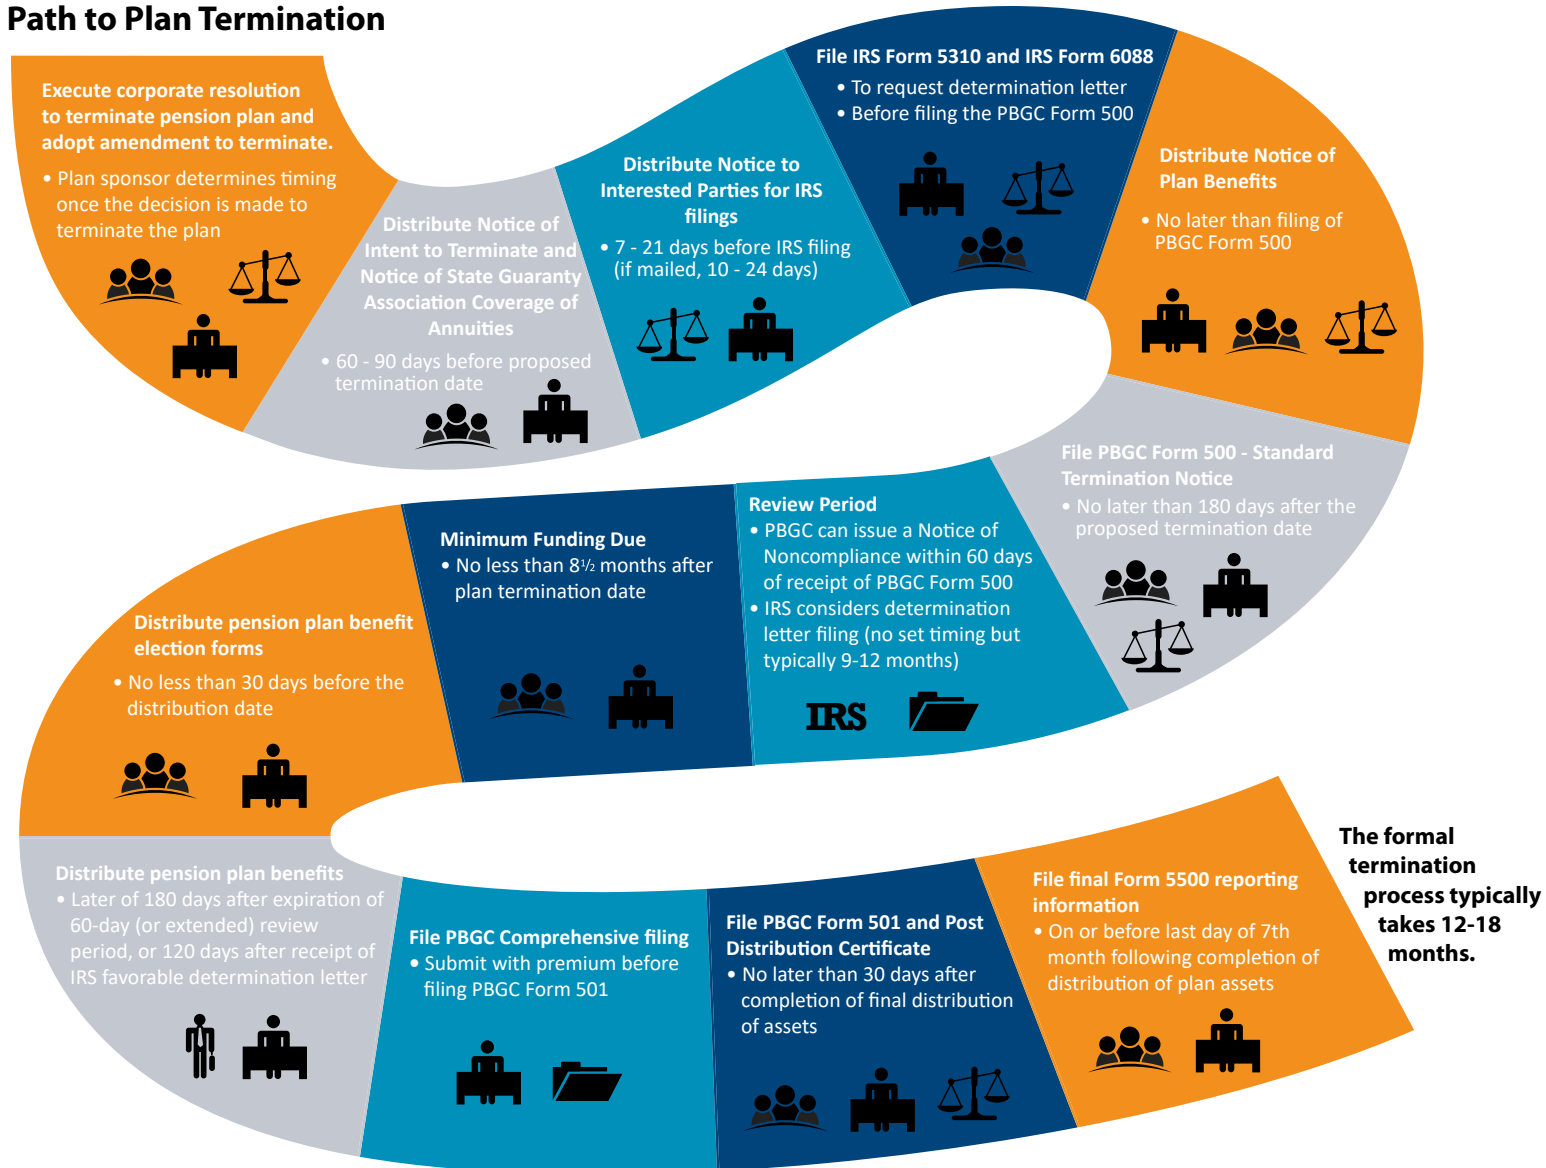 Path to Plan Termination
Execute corporate resolution
to terminate pension plan and
adopt amendment to terminate.
• Plan sponsor determines timing
once the decision is made to
terminate the plan
Distribute Notice of
Intent to Terminate and
Notice of State Guaranty
Association Coverage of
Annuities
• 60 - 90 days before proposed
termination date
Distribute Notice to
Interested Parties for IRS
filings
• 7 - 21 days before IRS filing
(if mailed, 10 - 24 days)
File IRS Form 5310 and IRS Form 6088
• To request determination letter
• Before filing the PBGC Form 500
Distribute Notice of
Plan Benefits
• No later than filing of
PBGC Form 500
File PBGC Form 500 - Standard
Termination Notice
• No later than 180 days after the
proposed termination date
Review Period
• PBGC can issue a Notice of
Noncompliance within 60 days
of receipt of PBGC Form 500
• IRS considers determination
letter filing (no set timing but
typically 9-12 months)
IRS
Minimum Funding Due
• No less than 8½ months after
plan termination date
Distribute pension plan benefit
election forms
• No less than 30 days before the
distribution date
Distribute pension plan benefits
• Later of 180 days after expiration of
60-day (or extended) review
period, or 120 days after receipt of
IRS favorable determination letter
File PBGC Comprehensive filing
• Submit with premium before
filing PBGC Form 501
File PBGC Form 501 and Post
Distribution Certificate
• No later than 30 days after
completion of final distribution
of assets
File final Form 5500 reporting
information
• On or before last day of 7th
month following completion of
distribution of plan assets
The formal
termination
process typically
takes 12-18
months.